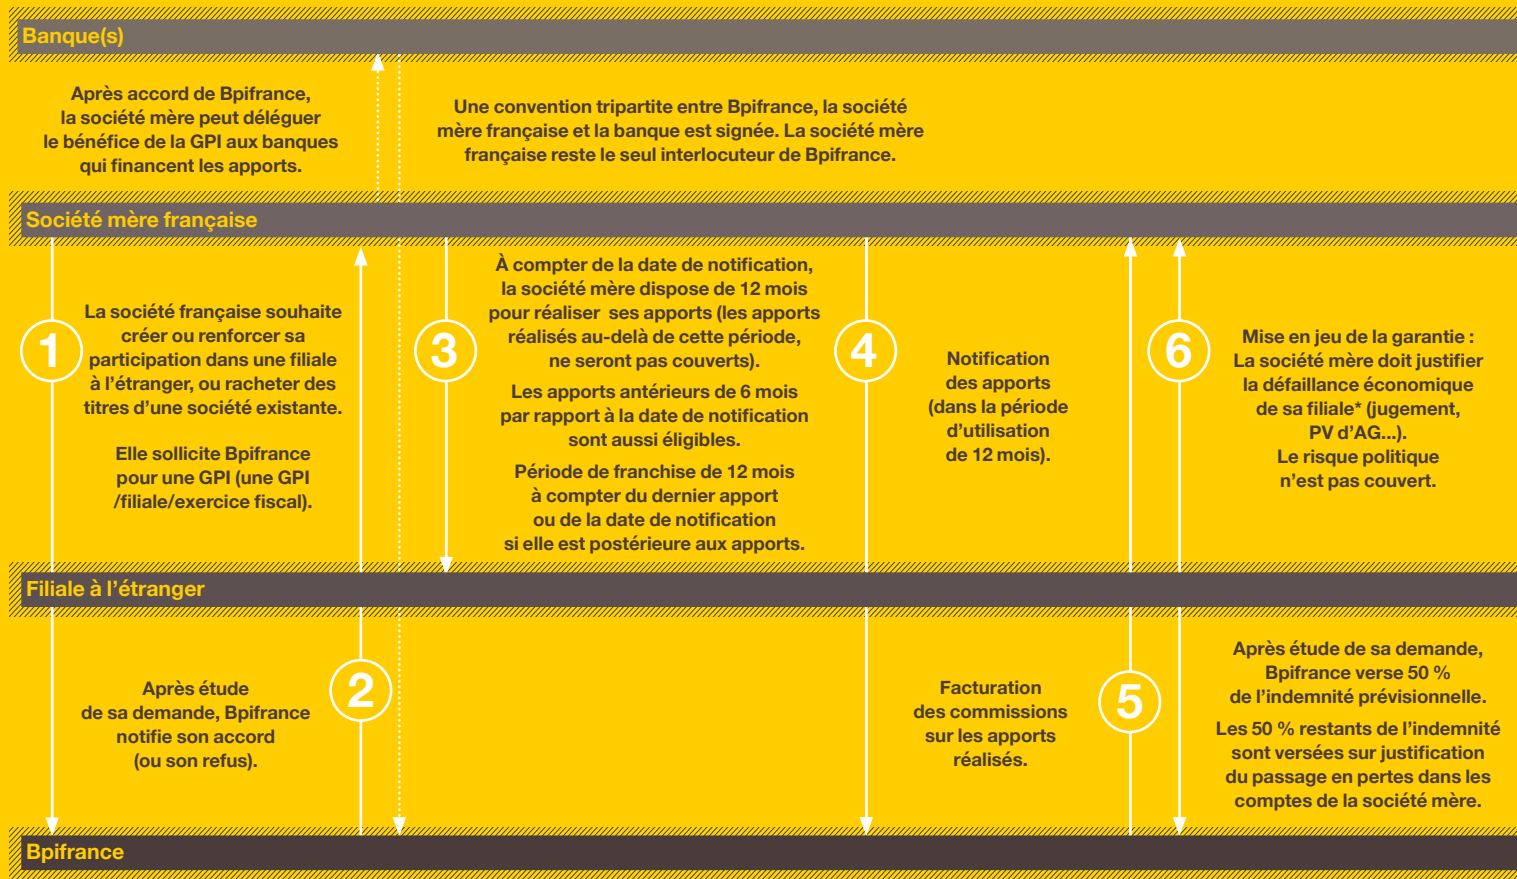 Banque(s)
Après accord de Bpifrance,
la société mère peut déléguer
le bénéfice de la GPI aux banques
qui financent les apports.
Une convention tripartite entre Bpifrance, la société
mère française et la banque est signée. La société mère
française reste le seul interlocuteur de Bpifrance.
Société mère française
1
La société française souhaite
créer ou renforcer sa
participation dans une filiale
à l'étranger, ou racheter des
titres d'une société existante.
Elle sollicite Bpifrance
pour une GPI (une GPI
/filiale/exercice fiscal).
3
À compter de la date de notification,
la société mère dispose de 12 mois
pour réaliser ses apports (les apports
réalisés au-delà de cette période,
ne seront pas couverts).
Les apports antérieurs de 6 mois
par rapport à la date de notification
sont aussi éligibles.
Période de franchise de 12 mois
à compter du dernier apport
ou de la date de notification
si elle est postérieure aux apports.
4
Notification
des apports
(dans la période
d'utilisation
de 12 mois).
6
Mise en jeu de la garantie :
La société mère doit justifier
la défaillance économique
de sa filiale* (jugement,
PV d'AG...).
Le risque politique
n'est pas couvert.
Filiale à l'étranger
Après étude
de sa demande, Bpifrance
notifie son accord
(ou son refus).
2
Facturation
des commissions
sur les apports
réalisés.
5
Après étude de sa demande,
Bpifrance verse 50 %
de l'indemnité prévisionnelle.
Les 50 % restants de l'indemnité
sont versées sur justification
du passage en pertes dans les
comptes de la société mère.
Bpifrance